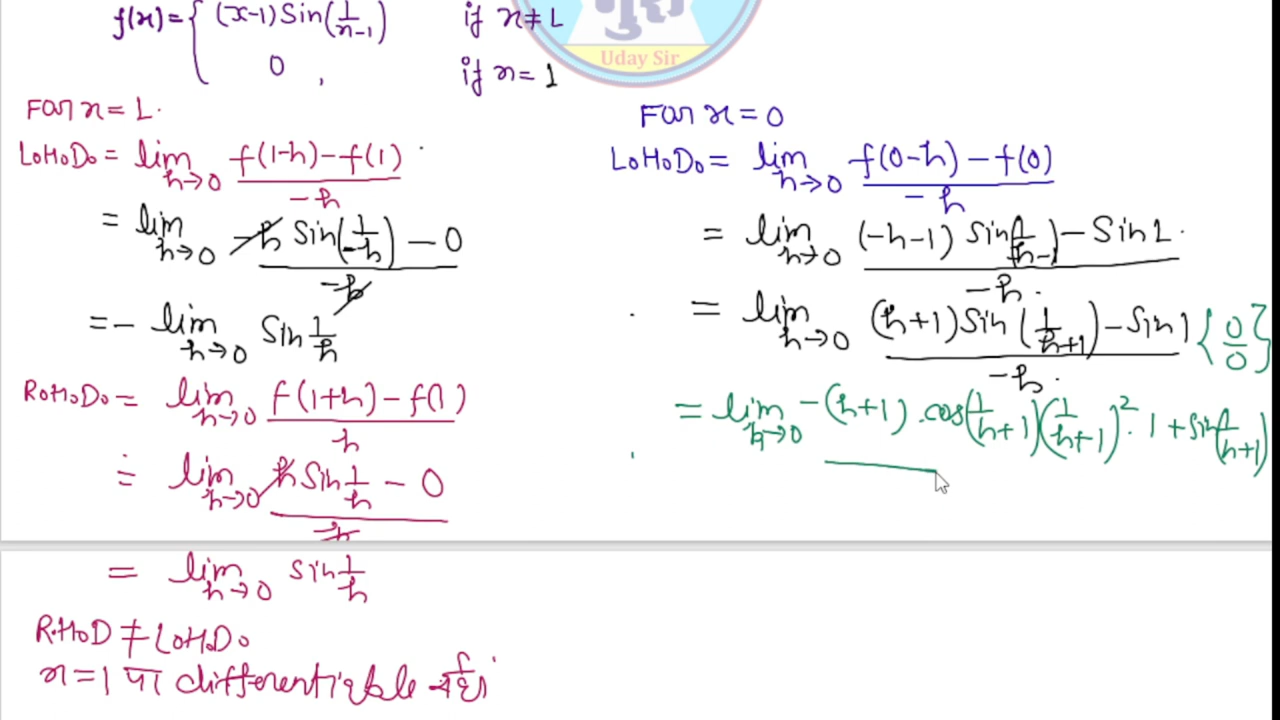 f(x) = { (x-1) Sin(1/(x-1)) if x ≠ 1
0 , if x = 1
Uday Sir
For x = 1.
L.H.D. = lim h→0 (f(1-h) - f(1))/(-h)
= lim h→0 (-h Sin(1/(-h)) - 0)/(-h)
= - lim h→0 Sin 1/h
R.H.D. = lim h→0 (f(1+h) - f(1))/h
= lim h→0 (h Sin 1/h - 0)/h
= lim h→0 Sin 1/h
R.H.D ≠ L.H.D.
x = 1 पर differentiable नहीं
For x = 0
L.H.D. = lim h→0 (f(0-h) - f(0))/(-h)
= lim h→0 ((-h-1) Sin(1/(-h-1)) - Sin 1)/(-h)
= lim h→0 ((h+1) Sin(1/(h+1)) - Sin 1)/(-h) {0/0}
= lim h→0 -(h+1) . cos(1/(h+1)) (1/(h+1))² . 1 + Sin(1/(h+1))